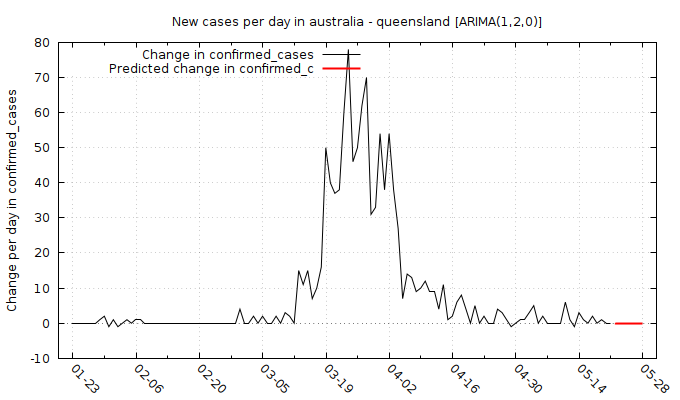 New cases per day in australia - queensland [ARIMA(1,2,0)]
Change in confirmed_cases
Predicted change in confirmed_c
Change per day in confirmed_cases
80
70
60
50
40
30
20
10
0
-10
01-23 02-06 02-20 03-05 03-19 04-02 04-16 04-30 05-14 05-28